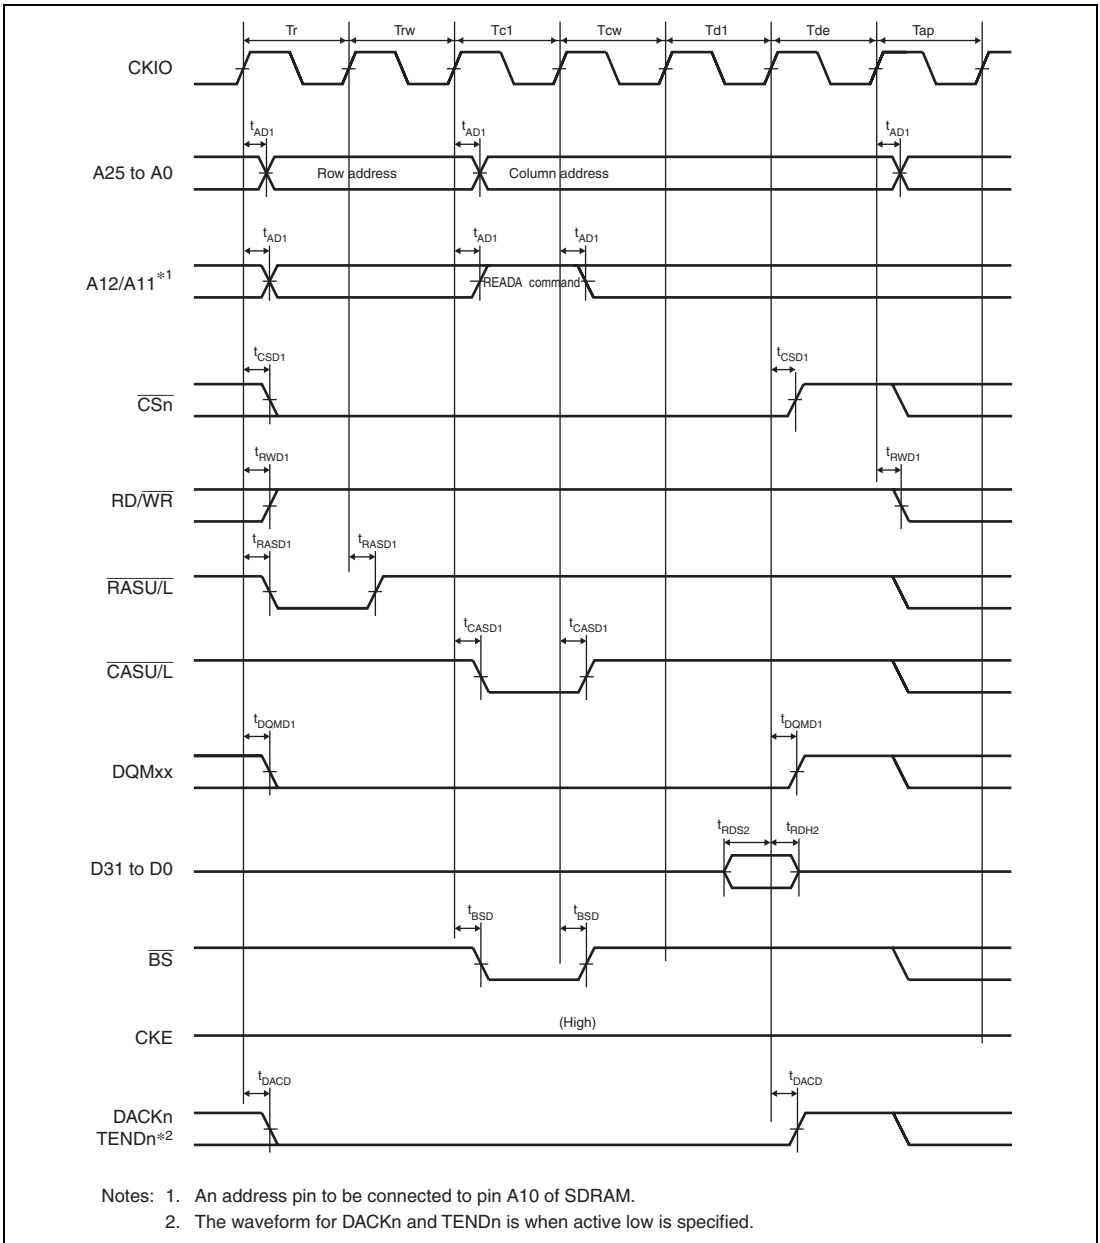 Tr Trw Tc1 Tcw Td1 Tde Tap
CKIO
tAD1 tAD1 tAD1
A25 to A0 Row address Column address
tAD1 tAD1 tAD1
A12/A11*1 READA command
tCSD1 tCSD1
CSn
tRWD1 tRWD1
RD/WR
tRASD1 tRASD1
RASU/L
tCASD1 tCASD1
CASU/L
tDQMD1 tDQMD1
DQMxx
tRDS2 tRDH2
D31 to D0
tBSD tBSD
BS
(High)
CKE
tDACD tDACD
DACKn
TENDn*2
Notes: 1. An address pin to be connected to pin A10 of SDRAM.
2. The waveform for DACKn and TENDn is when active low is specified.